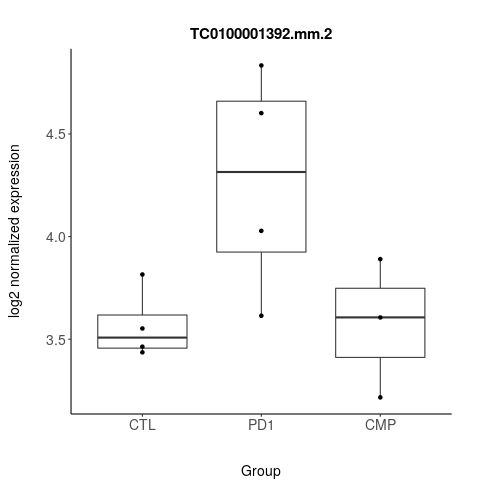 TC0100001392.mm.2
log2 normalized expression
4.5
4.0
3.5
CTL PD1 CMP
Group